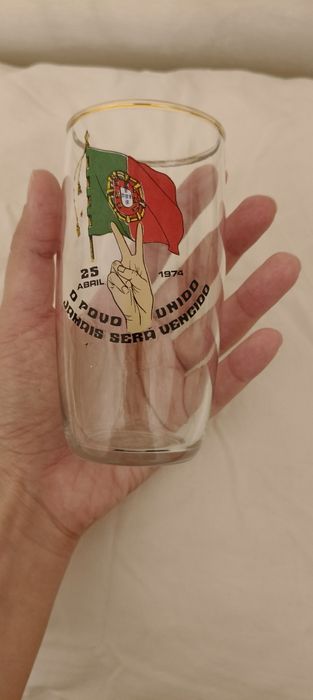 25 ABRIL 1974
O POVO UNIDO
JAMAIS SERÁ VENCIDO